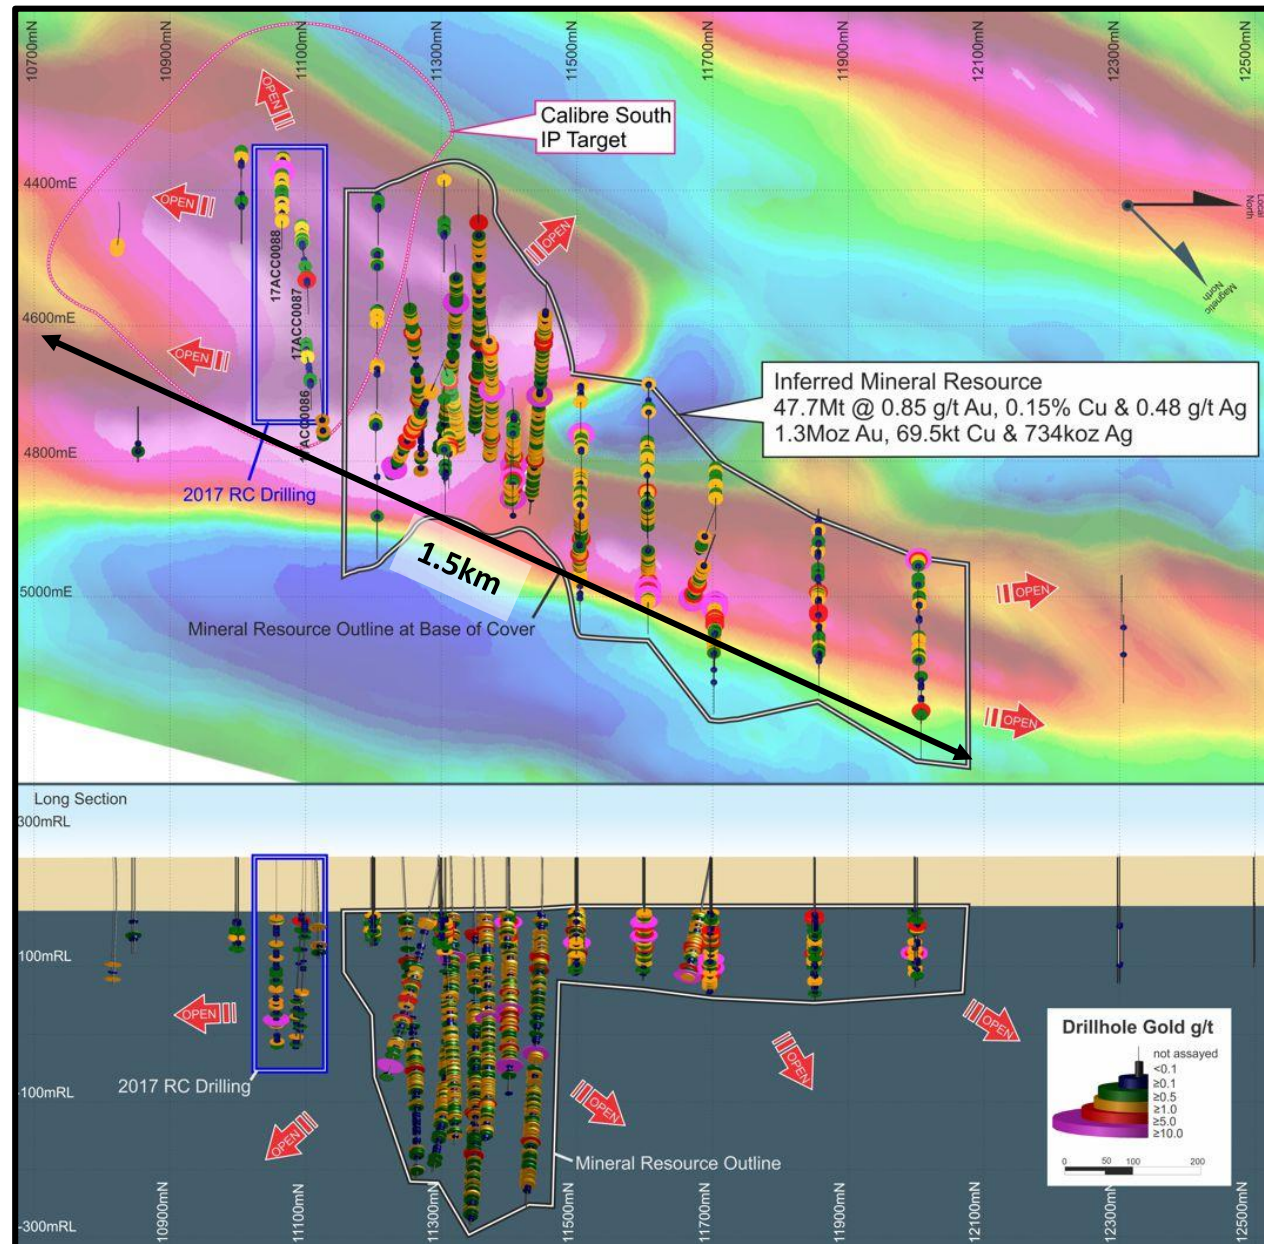 10700mN
10900mN
11100mN
11300mN
11500mN
11700mN
11900mN
12100mN
12300mN
12500mN
OPEN
Calibre South
IP Target
4400mE
OPEN
OPEN
Local
North
Magnetic
North
17ACC0088
17ACC0087
17ACC0086
4600mE
OPEN
Inferred Mineral Resource
47.7Mt @ 0.85 g/t Au, 0.15% Cu & 0.48 g/t Ag
1.3Moz Au, 69.5kt Cu & 734koz Ag
4800mE
2017 RC Drilling
1.5km
5000mE
OPEN
Mineral Resource Outline at Base of Cover
OPEN
Long Section
300mRL
100mRL
OPEN
OPEN
Drillhole Gold g/t
not assayed
<0.1
≥0.1
≥0.5
≥1.0
≥5.0
≥10.0
0 50 100 200
OPEN
2017 RC Drilling
-100mRL
OPEN
OPEN
Mineral Resource Outline
-300mRL
10900mN
11100mN
11300mN
11500mN
11700mN
11900mN
12100mN
12300mN
12500mN